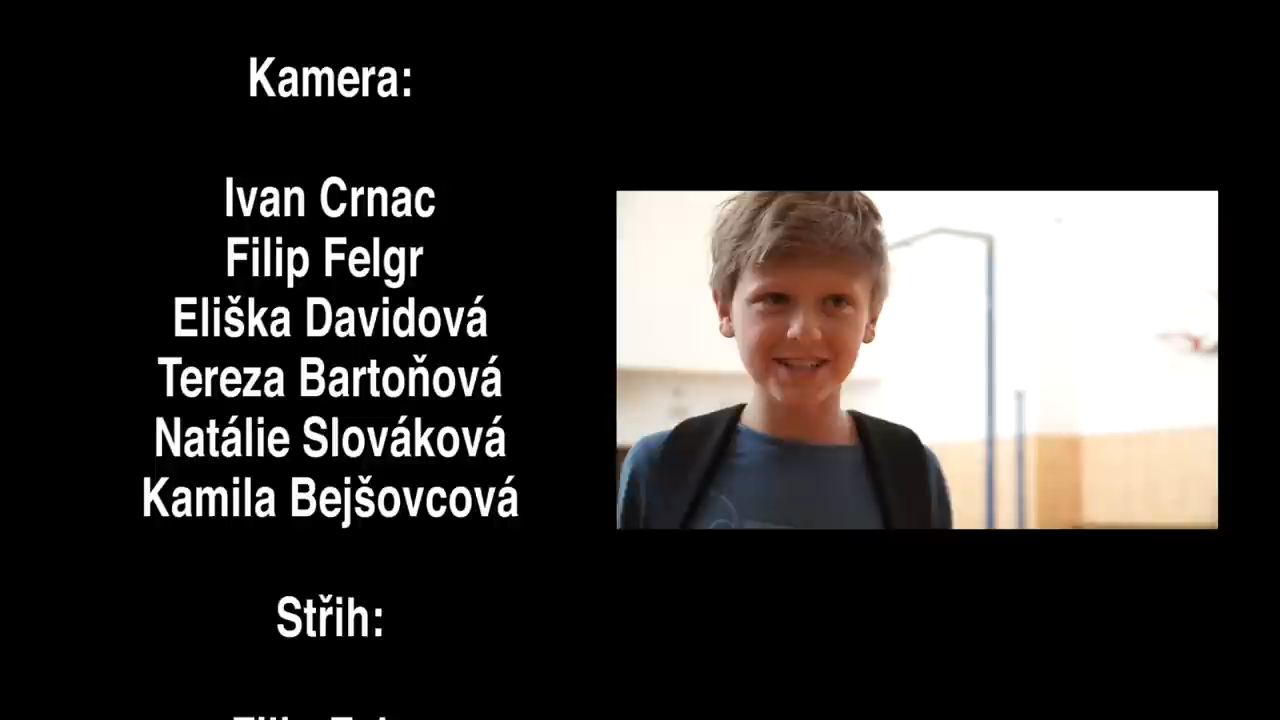 Kamera:
Ivan Crnac
Filip Felgr
Eliška Davidová
Tereza Bartoňová
Natálie Slováková
Kamila Bejšovcová
Střih: